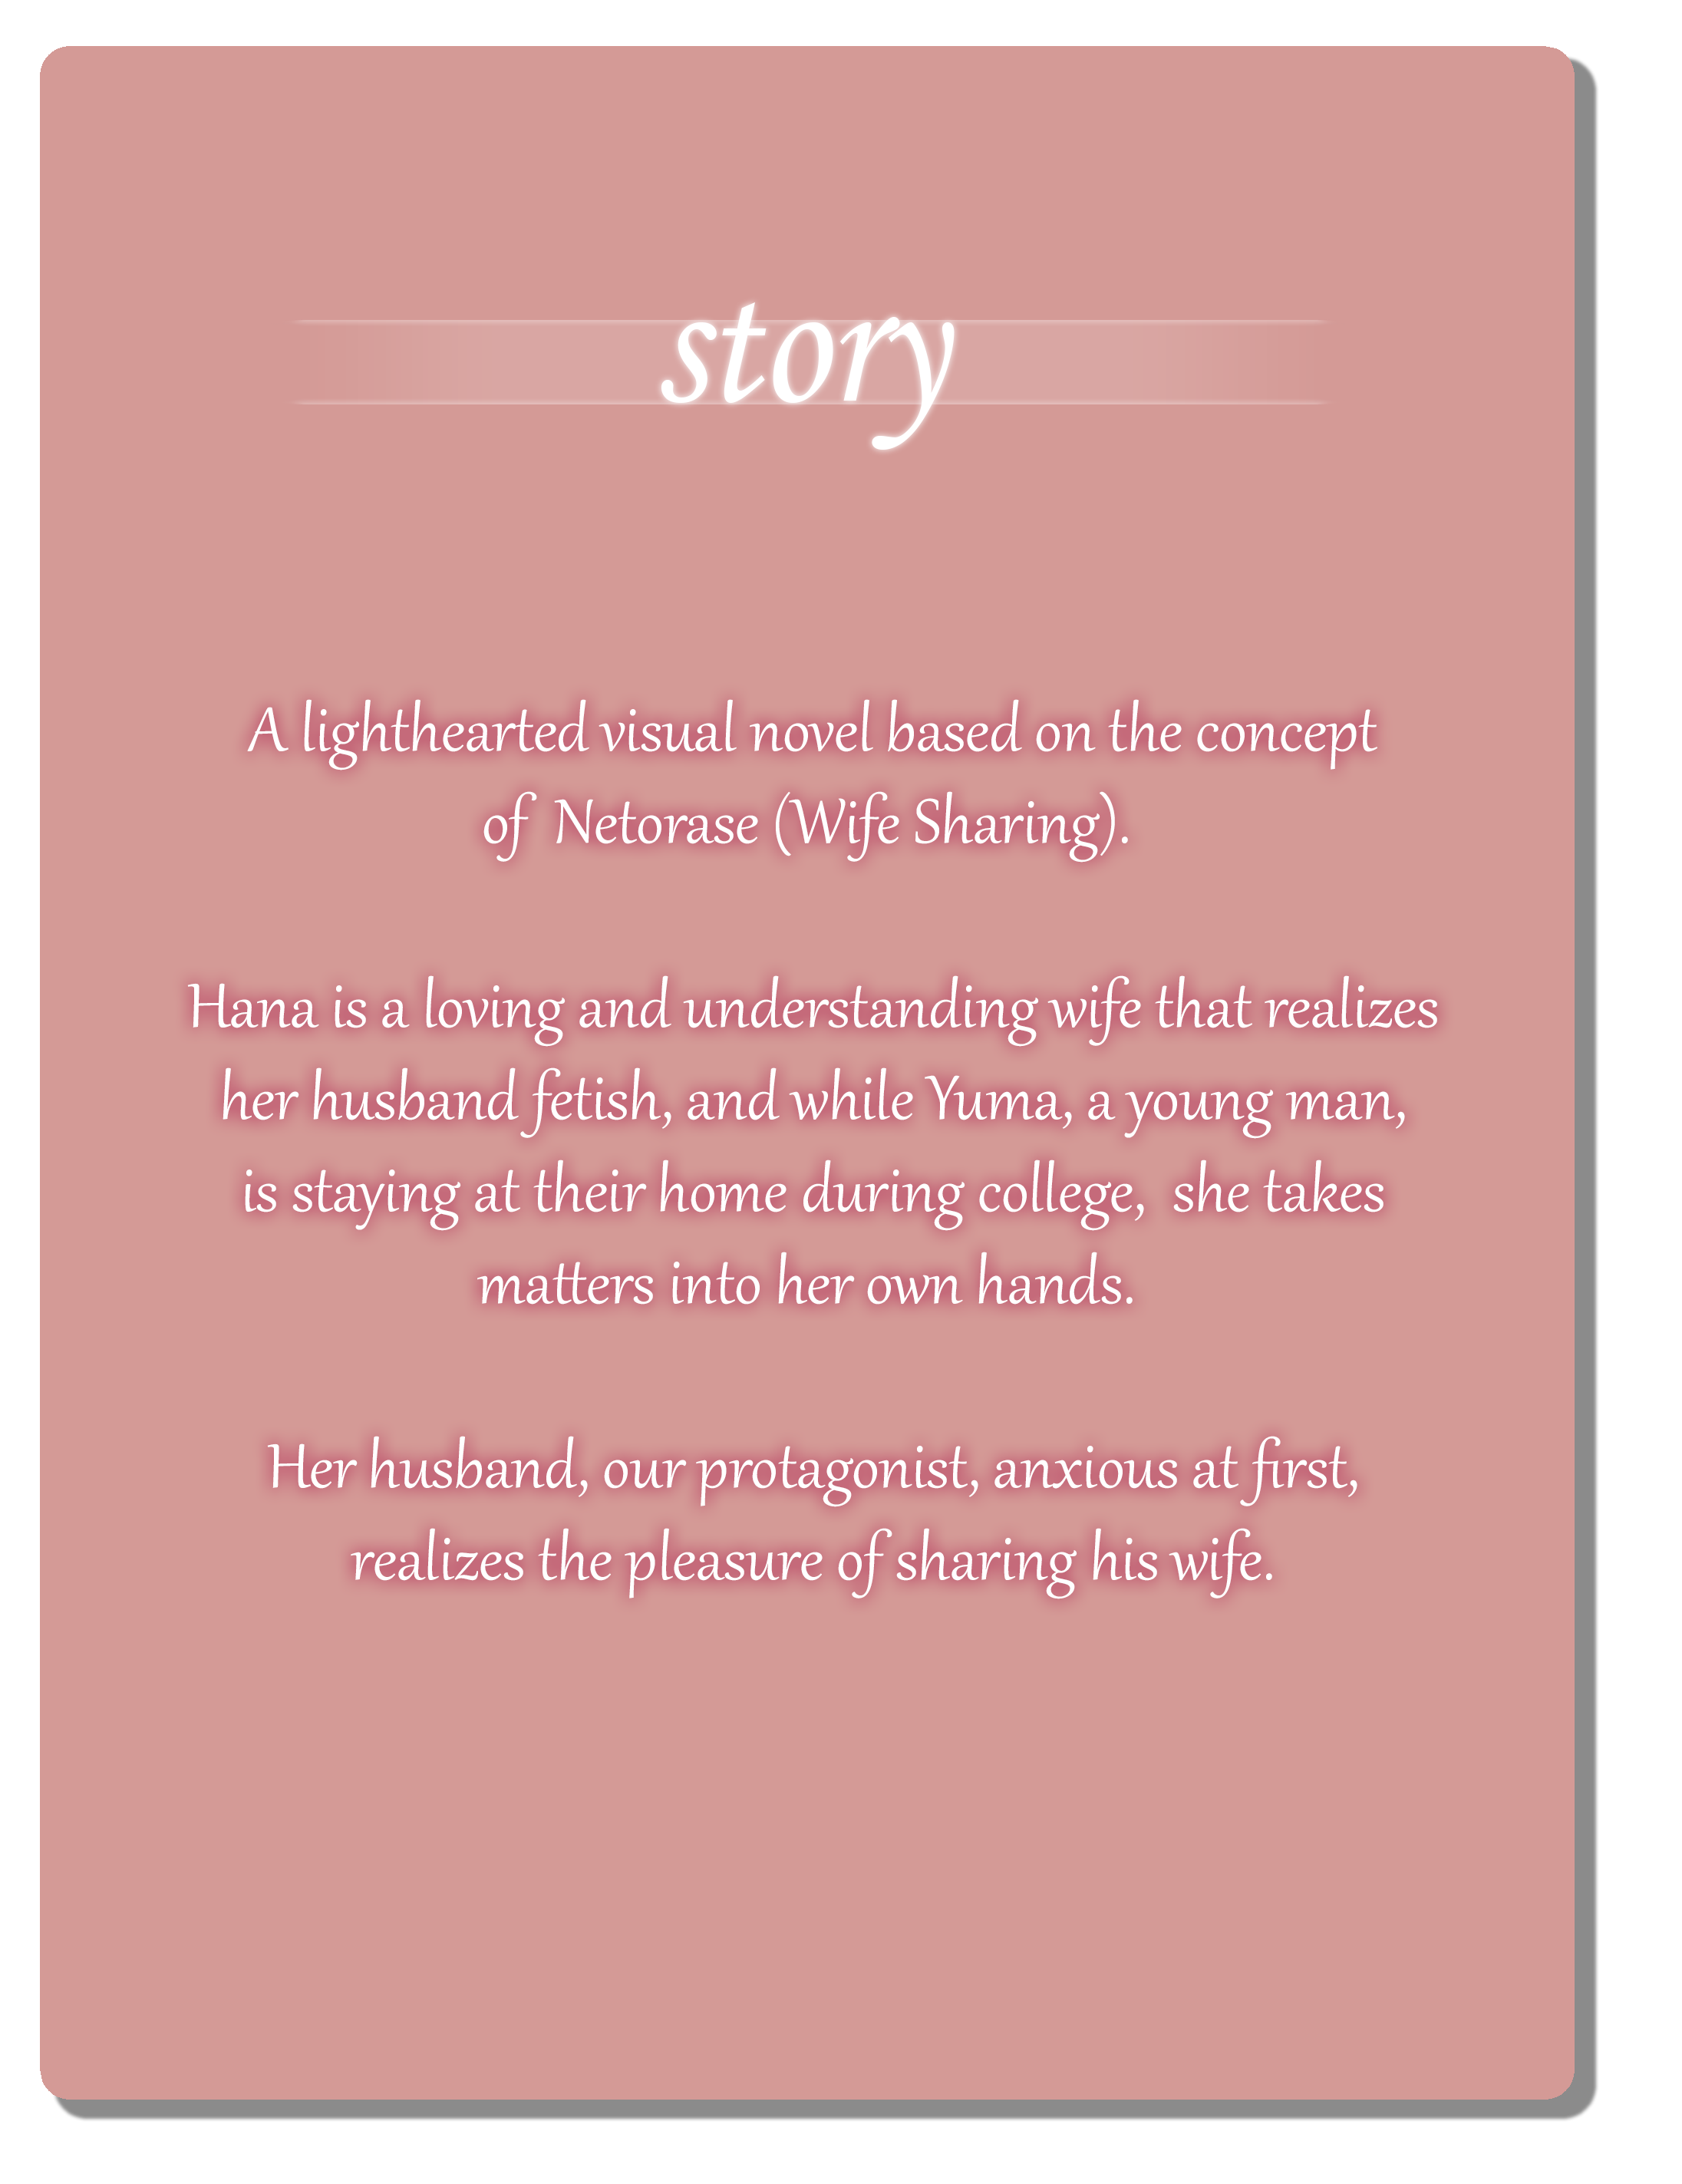 story
A lighthearted visual novel based on the concept
of  Netorase (Wife Sharing).
Hana is a loving and understanding wife that realizes
her husband fetish, and while Yuma, a young man,
is staying at their home during college,  she takes
matters into her own hands.
Her husband, our protagonist, anxious at first,
realizes the pleasure of sharing his wife.